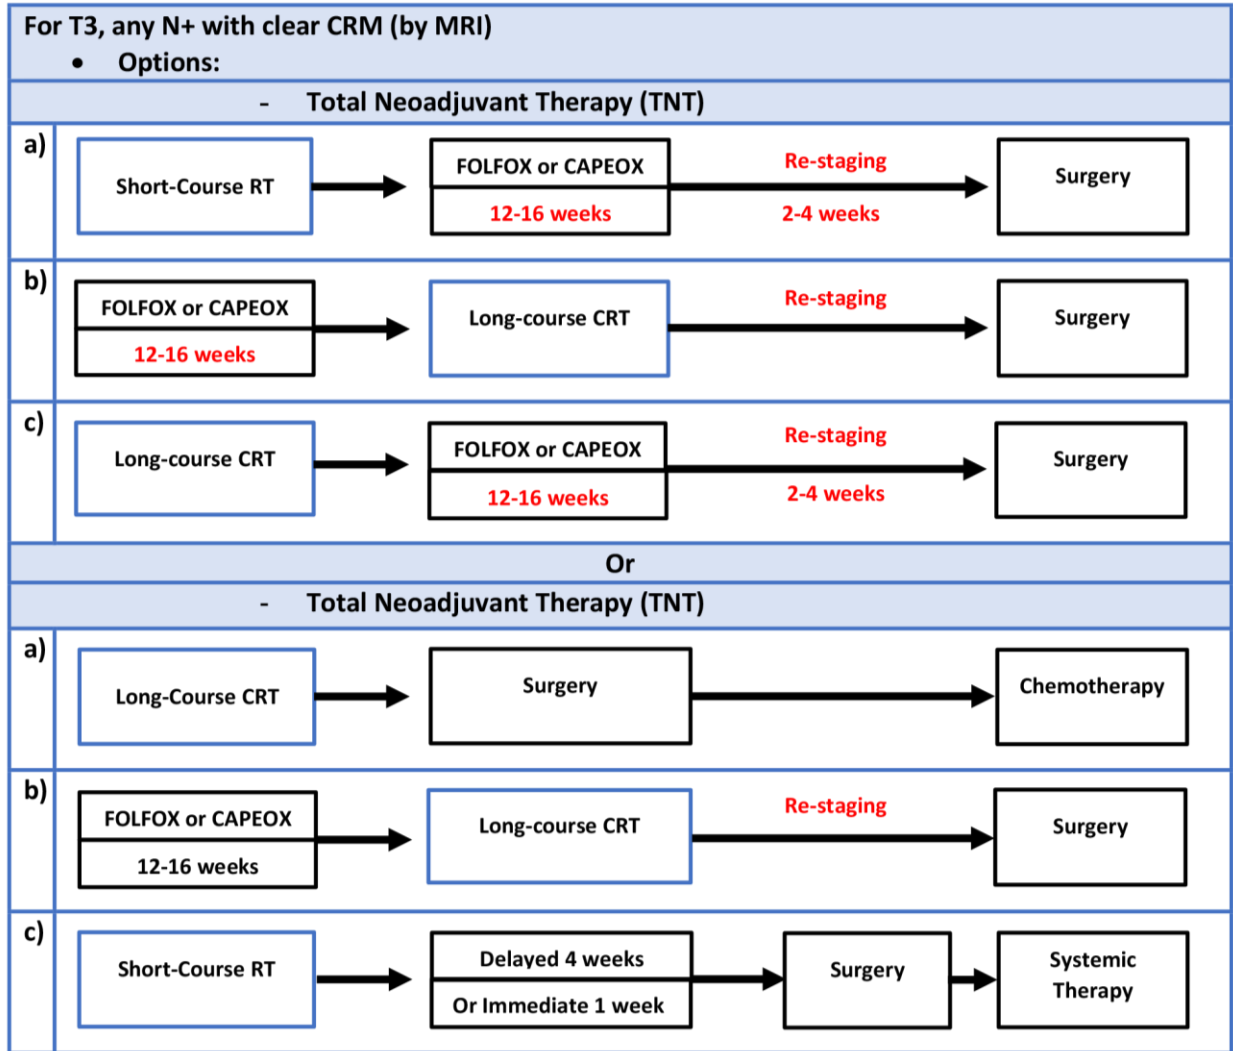 For T3, any N+ with clear CRM (by MRI)
• Options:
- Total Neoadjuvant Therapy (TNT)
a)
Short-Course RT
FOLFOX or CAPEOX
12-16 weeks
Re-staging
2-4 weeks
Surgery
b)
FOLFOX or CAPEOX
12-16 weeks
Long-course CRT
Re-staging
Surgery
c)
Long-course CRT
FOLFOX or CAPEOX
12-16 weeks
Re-staging
2-4 weeks
Surgery
Or
- Total Neoadjuvant Therapy (TNT)
a)
Long-Course CRT
Surgery
Chemotherapy
b)
FOLFOX or CAPEOX
12-16 weeks
Long-course CRT
Re-staging
Surgery
c)
Short-Course RT
Delayed 4 weeks
Or Immediate 1 week
Surgery
Systemic
Therapy